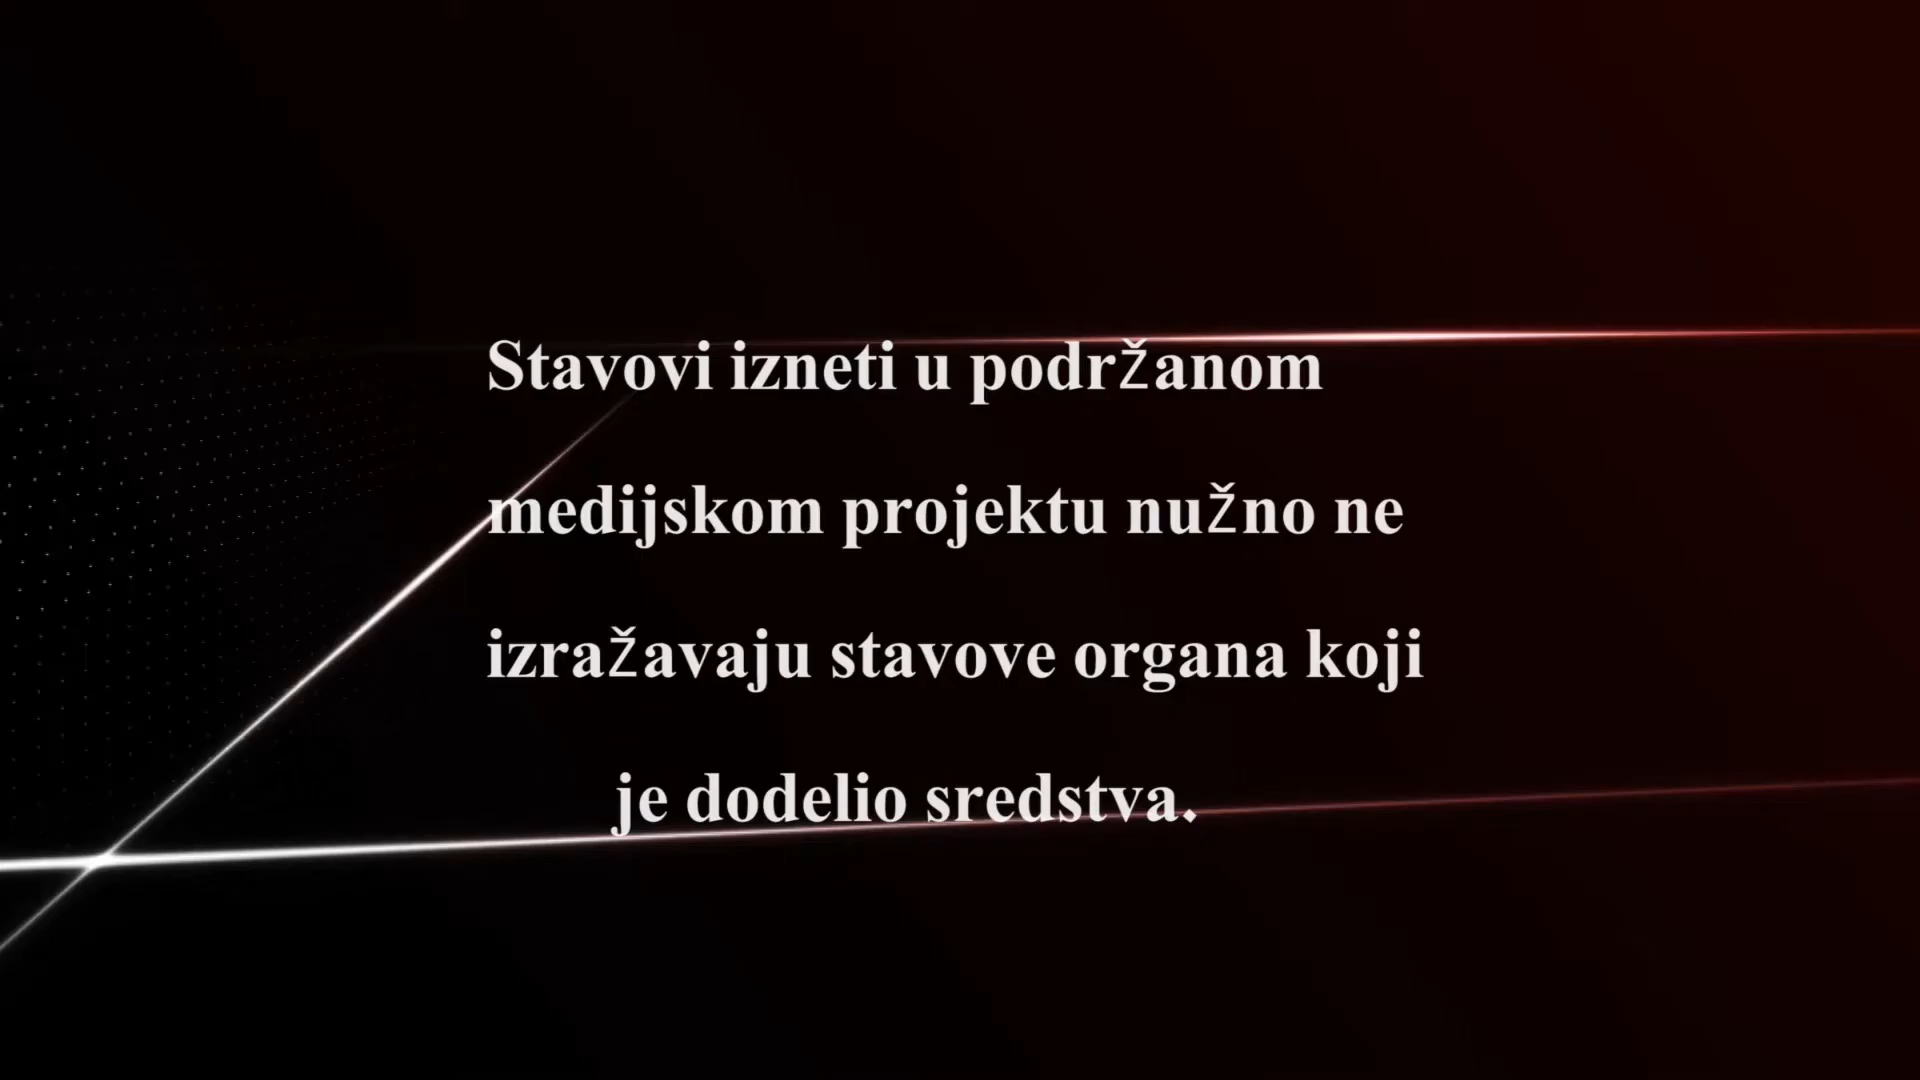 Stavovi izneti u podržanom
medijskom projektu nužno ne
izražavaju stavove organa koji
je dodelio sredstva.